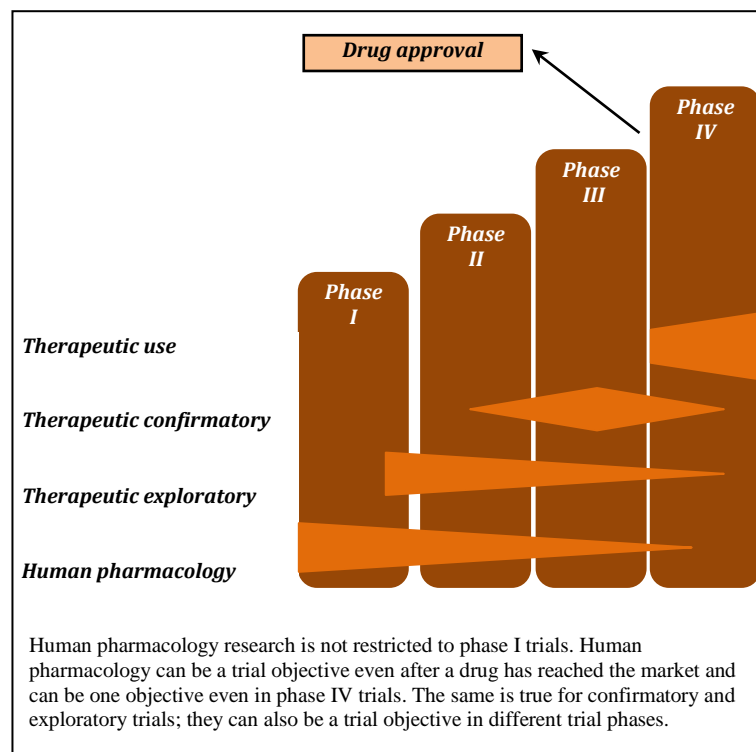 Drug approval
Phase
IV
Phase
III
Phase
II
Phase
I
Therapeutic use
Therapeutic confirmatory
Therapeutic exploratory
Human pharmacology
Human pharmacology research is not restricted to phase I trials. Human
pharmacology can be a trial objective even after a drug has reached the market and
can be one objective even in phase IV trials. The same is true for confirmatory and
exploratory trials; they can also be a trial objective in different trial phases.